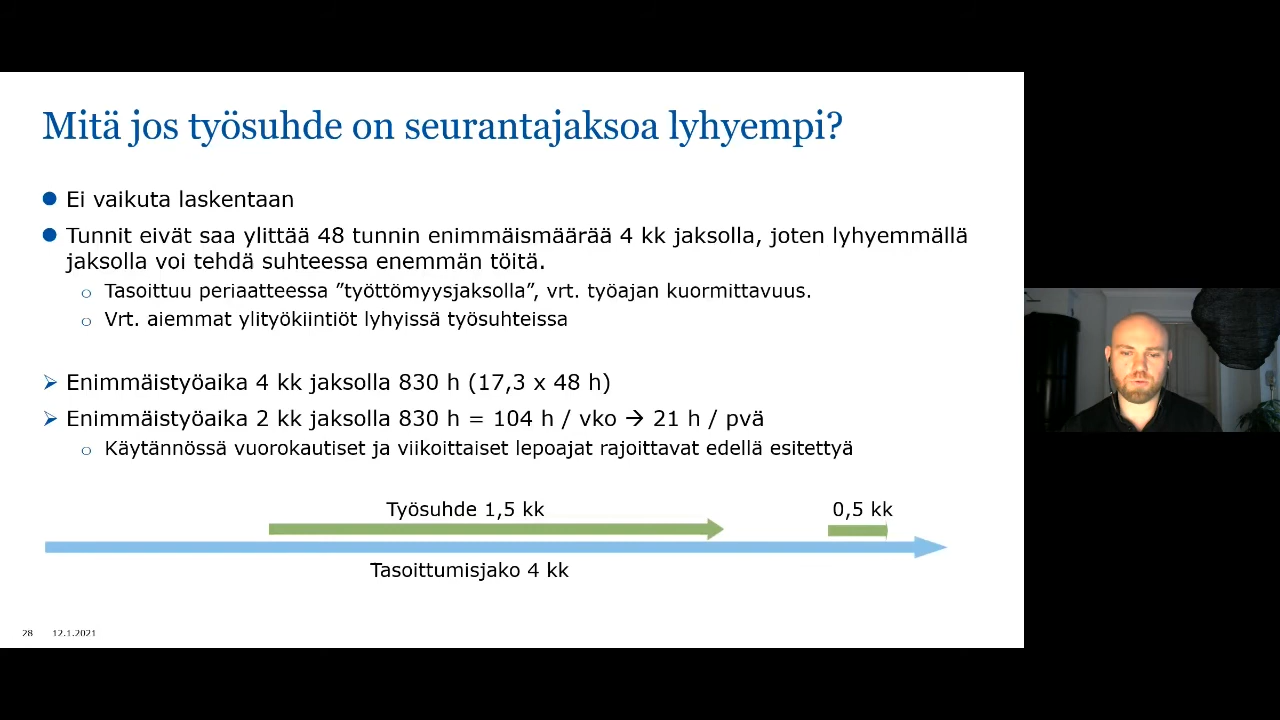 Mitä jos työsuhde on seurantajaksoa lyhyempi?
Ei vaikuta laskentaan
Tunnit eivät saa ylittää 48 tunnin enimmäismäärää 4 kk jaksolla, joten lyhyemmällä
jaksolla voi tehdä suhteessa enemmän töitä.
Tasoittuu periaatteessa ”työttömyysjaksolla”, vrt. työajan kuormittavuus.
Vrt. aiemmat ylityökiintiöt lyhyissä työsuhteissa
Enimmäistyöaika 4 kk jaksolla 830 h (17,3 x 48 h)
Enimmäistyöaika 2 kk jaksolla 830 h = 104 h / vko → 21 h / pvä
Käytännössä vuorokautiset ja viikoittaiset lepoajat rajoittavat edellä esitettyä
Työsuhde 1,5 kk
0,5 kk
Tasoittumisjako 4 kk
28 12.1.2021